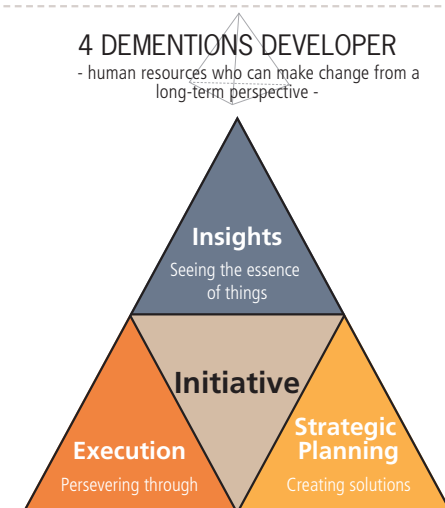 4 DEMENTIONS DEVELOPER
- human resources who can make change from a
long-term perspective -
Insights
Seeing the essence
of things
Initiative
Execution
Persevering through
Strategic
Planning
Creating solutions